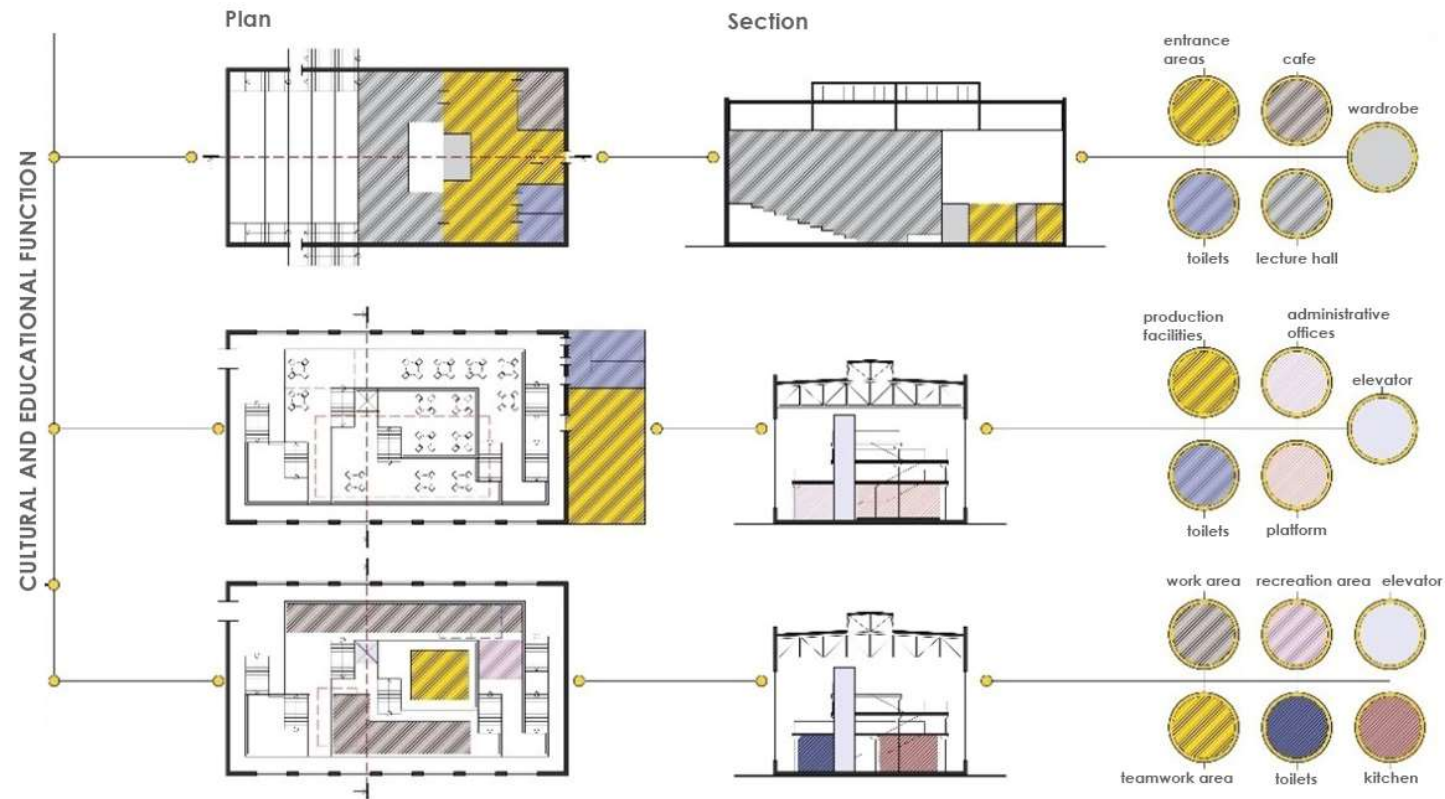 Plan
Section
CULTURAL AND EDUCATIONAL FUNCTION
entrance
areas
cafe
wardrobe
toilets
lecture hall
production
facilities
administrative
offices
elevator
toilets
platform
work area
recreation area
elevator
teamwork area
toilets
kitchen